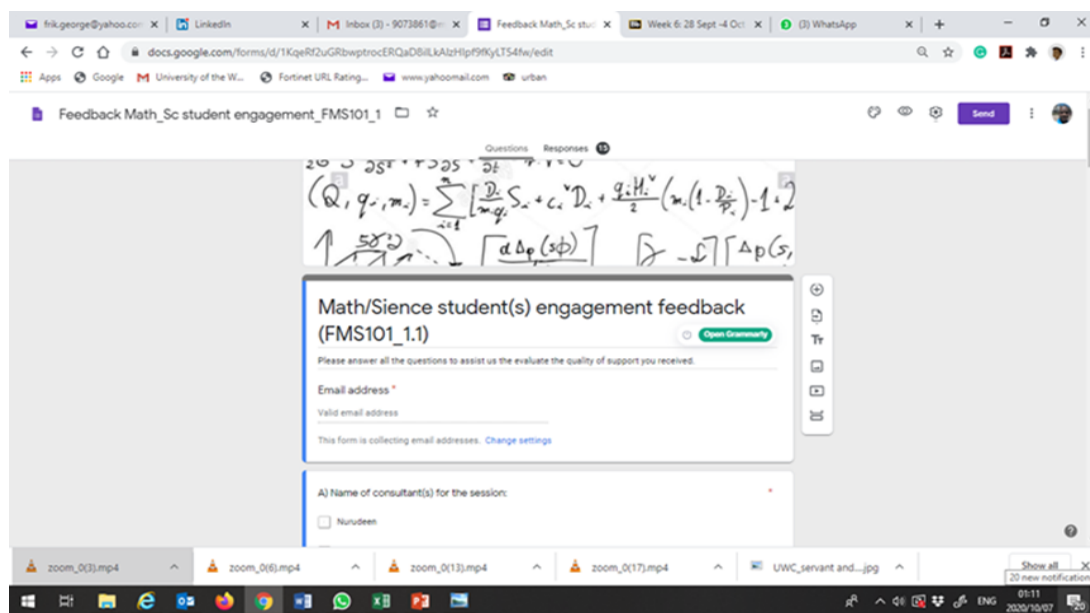 frik.george@yahoo.com
LinkedIn
Inbox (3) - 9073861@
Feedback Math_Sc stud
Week 6: 28 Sept -4 Oct
(3) WhatsApp
docs.google.com/forms/d/1KqeRf2uGRbwptrocERQaD8iLkAlzHIpf9fKyLT54fw/edit
Apps
Google
University of the W...
Fortinet URL Rating...
www.yahoomail.com
urban
Feedback Math_Sc student engagement_FMS101_1
Send
Questions Responses 15
Math/Sience student(s) engagement feedback
(FMS101_1.1)
Open Grammarly
Please answer all the questions to assist us the evaluate the quality of support you received.
Email address *
Valid email address
This form is collecting email addresses. Change settings
A) Name of consultant(s) for the session: *
Nurudeen
zoom_0(3).mp4
zoom_0(6).mp4
zoom_0(13).mp4
zoom_0(17).mp4
UWC_servant and....jpg
Show all
20 new notification
ENG
01:11
2020/10/07